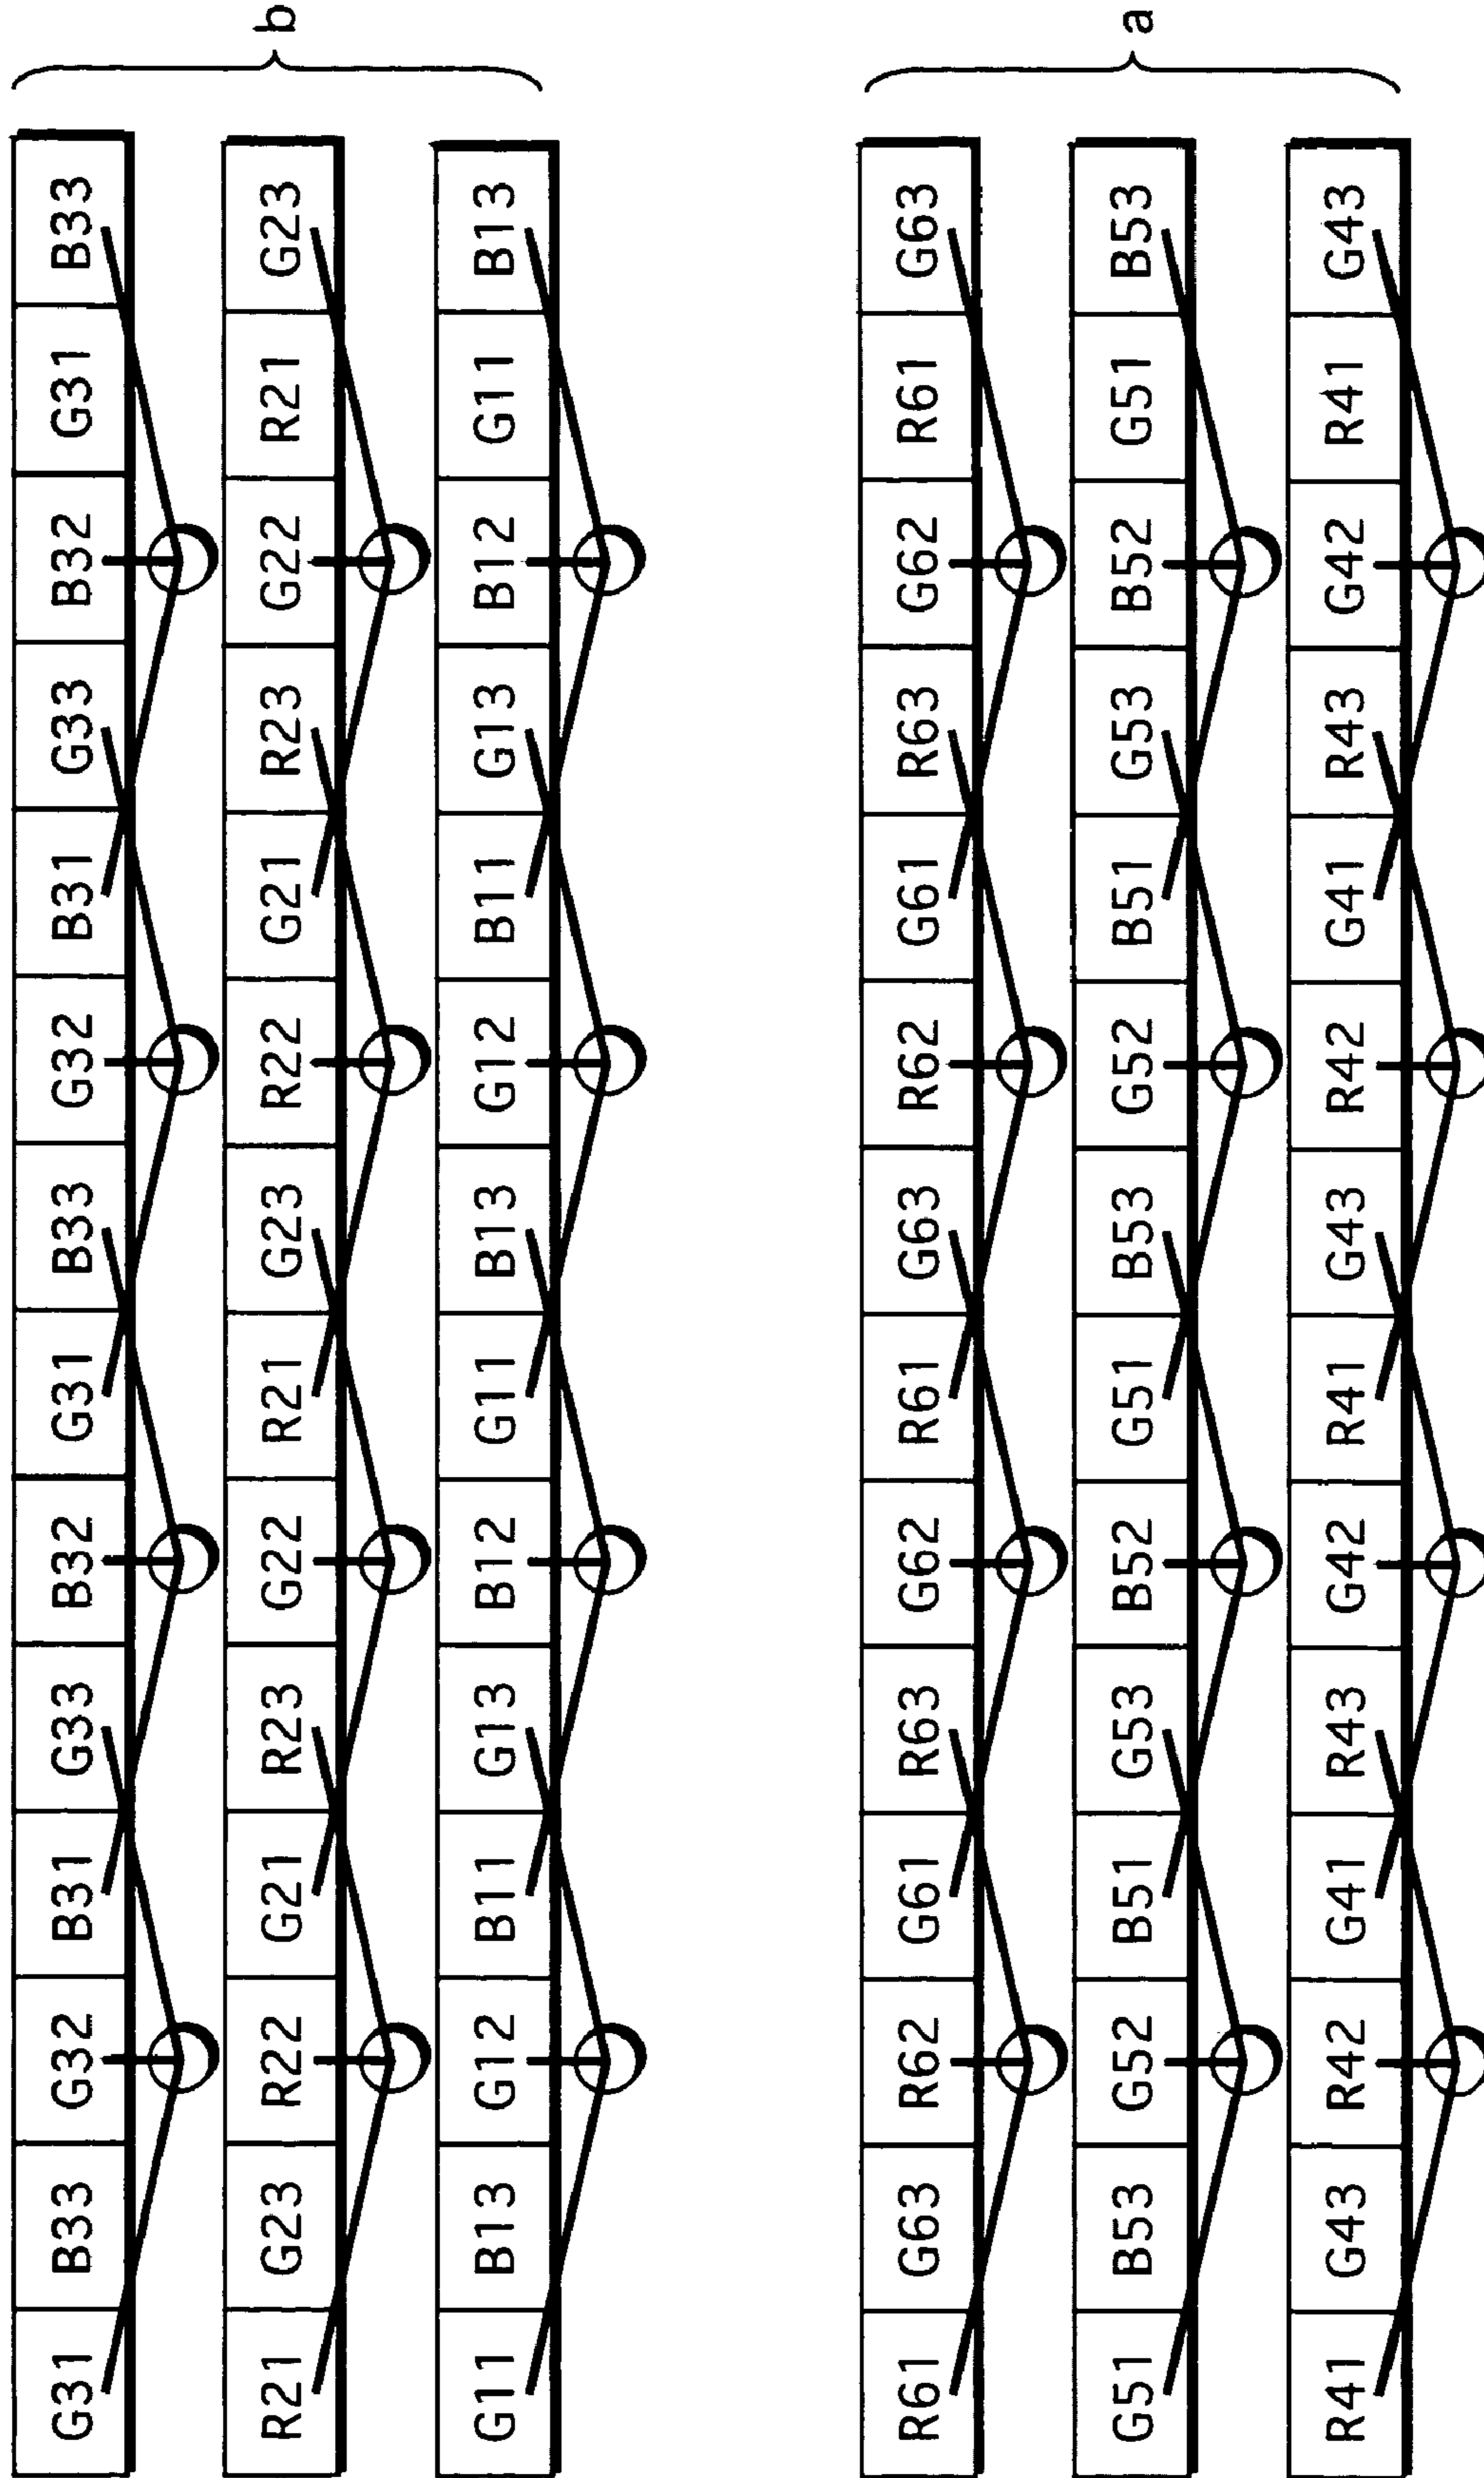 G31 B33 G32 B31 G33 B32 G31 B33 G32 B31 G33 B32 G31 B33
R21 G23 R22 G21 R23 G22 R21 G23 R22 G21 R23 G22 R21 G23 b
G11 B13 G12 B11 G13 B12 G11 B13 G12 B11 G13 B12 G11 B13
R61 G63 R62 G61 R63 G62 R61 G63 R62 G61 R63 G62 R61 G63
G51 B53 G52 B51 G53 B52 G51 B53 G52 B51 G53 B52 G51 B53 a
R41 G43 R42 G41 R43 G42 R41 G43 R42 G41 R43 G42 R41 G43